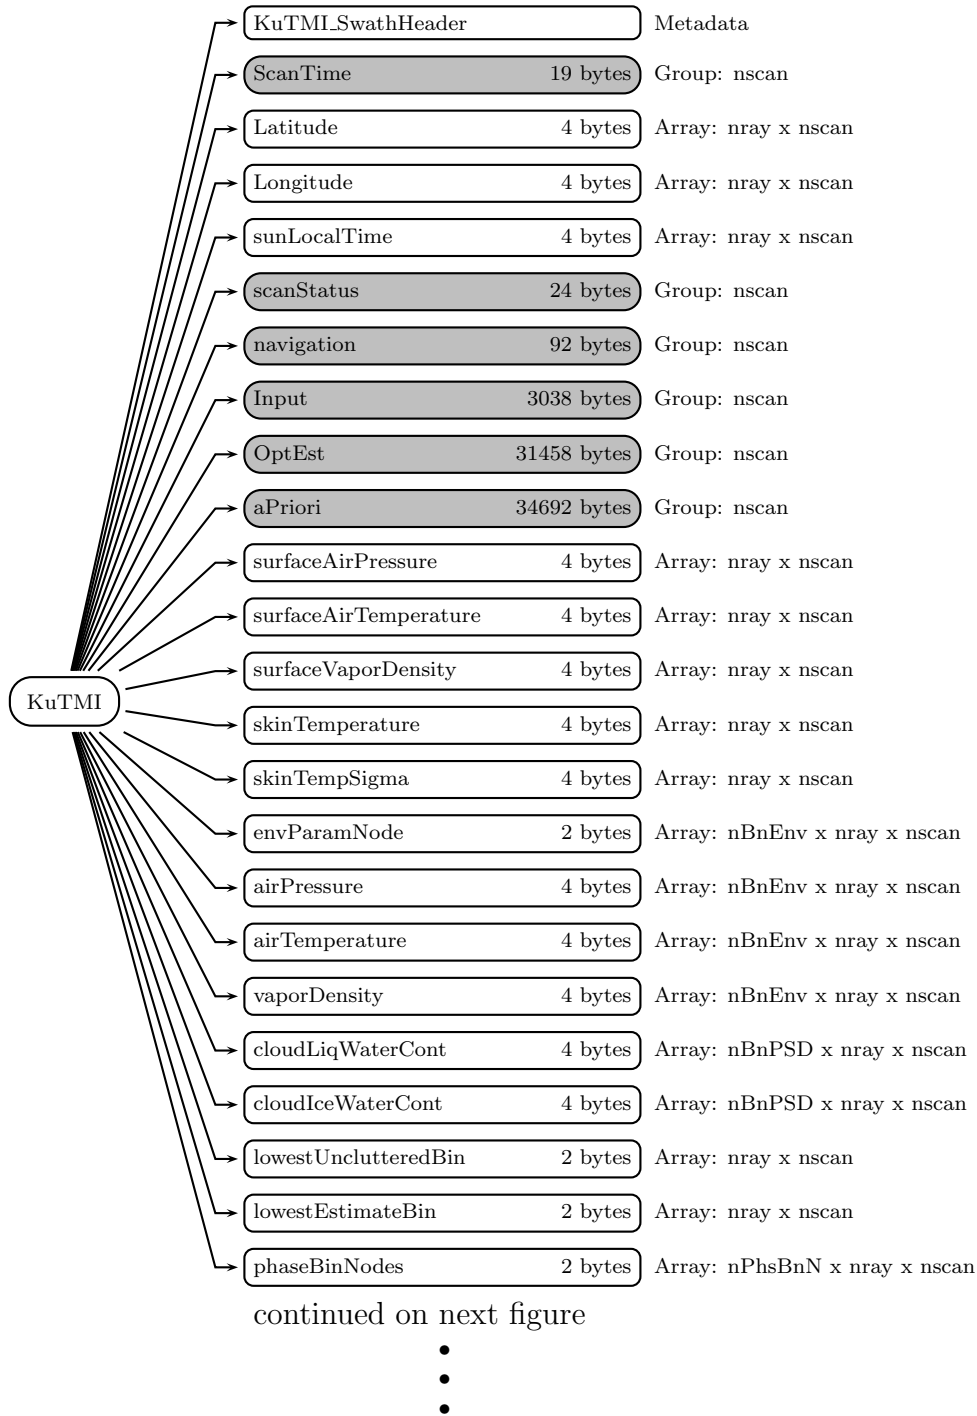 KuTMI_SwathHeader Metadata
ScanTime 19 bytes Group: nscan
Latitude 4 bytes Array: nray x nscan
Longitude 4 bytes Array: nray x nscan
sunLocalTime 4 bytes Array: nray x nscan
scanStatus 24 bytes Group: nscan
navigation 92 bytes Group: nscan
Input 3038 bytes Group: nscan
OptEst 31458 bytes Group: nscan
aPriori 34692 bytes Group: nscan
surfaceAirPressure 4 bytes Array: nray x nscan
surfaceAirTemperature 4 bytes Array: nray x nscan
surfaceVaporDensity 4 bytes Array: nray x nscan
KuTMI
skinTemperature 4 bytes Array: nray x nscan
skinTempSigma 4 bytes Array: nray x nscan
envParamNode 2 bytes Array: nBnEnv x nray x nscan
airPressure 4 bytes Array: nBnEnv x nray x nscan
airTemperature 4 bytes Array: nBnEnv x nray x nscan
vaporDensity 4 bytes Array: nBnEnv x nray x nscan
cloudLiqWaterCont 4 bytes Array: nBnPSD x nray x nscan
cloudIceWaterCont 4 bytes Array: nBnPSD x nray x nscan
lowestUnclutteredBin 2 bytes Array: nray x nscan
lowestEstimateBin 2 bytes Array: nray x nscan
phaseBinNodes 2 bytes Array: nPhsBnN x nray x nscan
continued on next figure